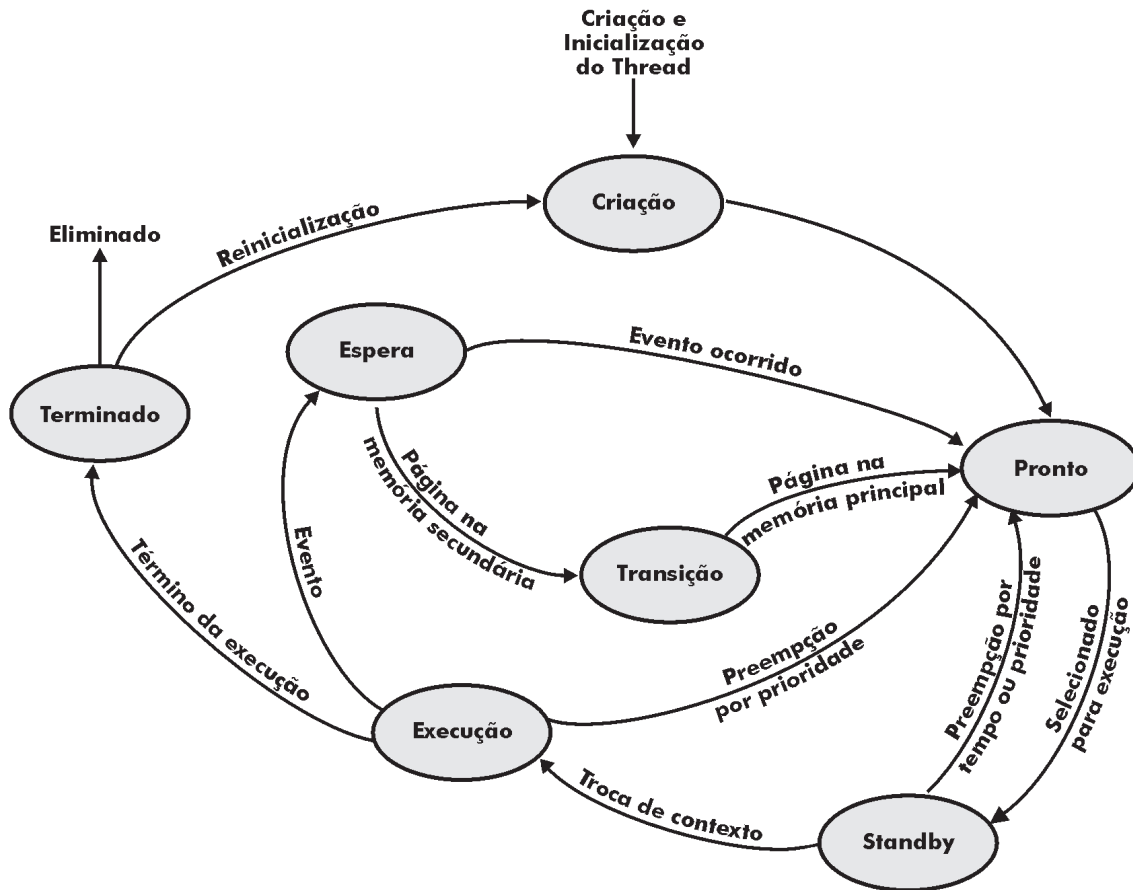 Criação e
Inicialização
do Thread
Criação
Reinicialização
Eliminado
Espera
Evento ocorrido
Terminado
Pronto
Página na
memória secundária
Página na
memória principal
Transição
Evento
Término da execução
Preempção
por prioridade
Preempção por
tempo ou prioridade
Selecionado
para execução
Execução
Troca de contexto
Standby